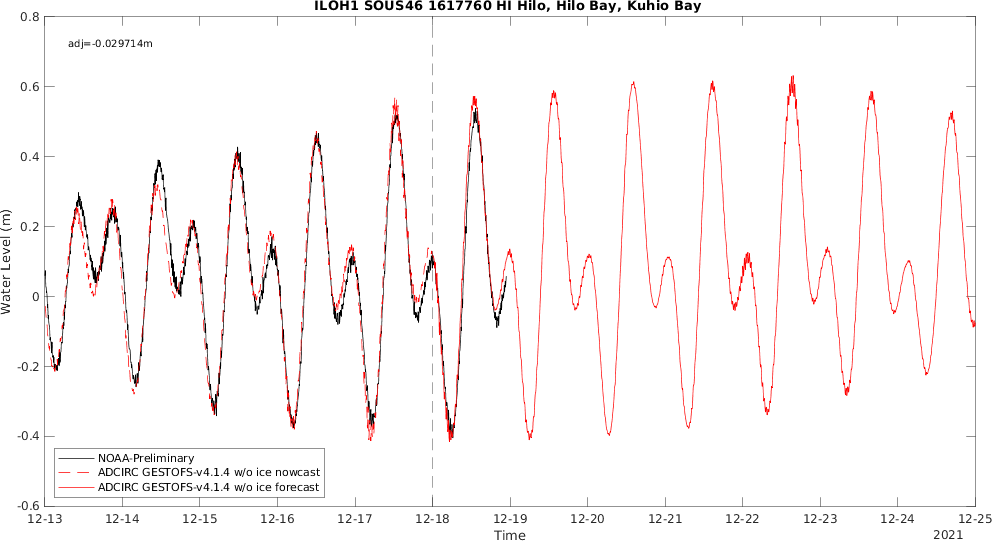 ILOH1 SOUS46 1617760 HI Hilo, Hilo Bay, Kuhio Bay
adj=-0.029714m
0.8
0.6
0.4
0.2
0
-0.2
-0.4
-0.6
Water Level (m)
NOAA-Preliminary
ADCIRC GESTOFS-v4.1.4 w/o ice nowcast
ADCIRC GESTOFS-v4.1.4 w/o ice forecast
12-13 12-14 12-15 12-16 12-17 12-18 12-19 12-20 12-21 12-22 12-23 12-24 12-25
Time
2021